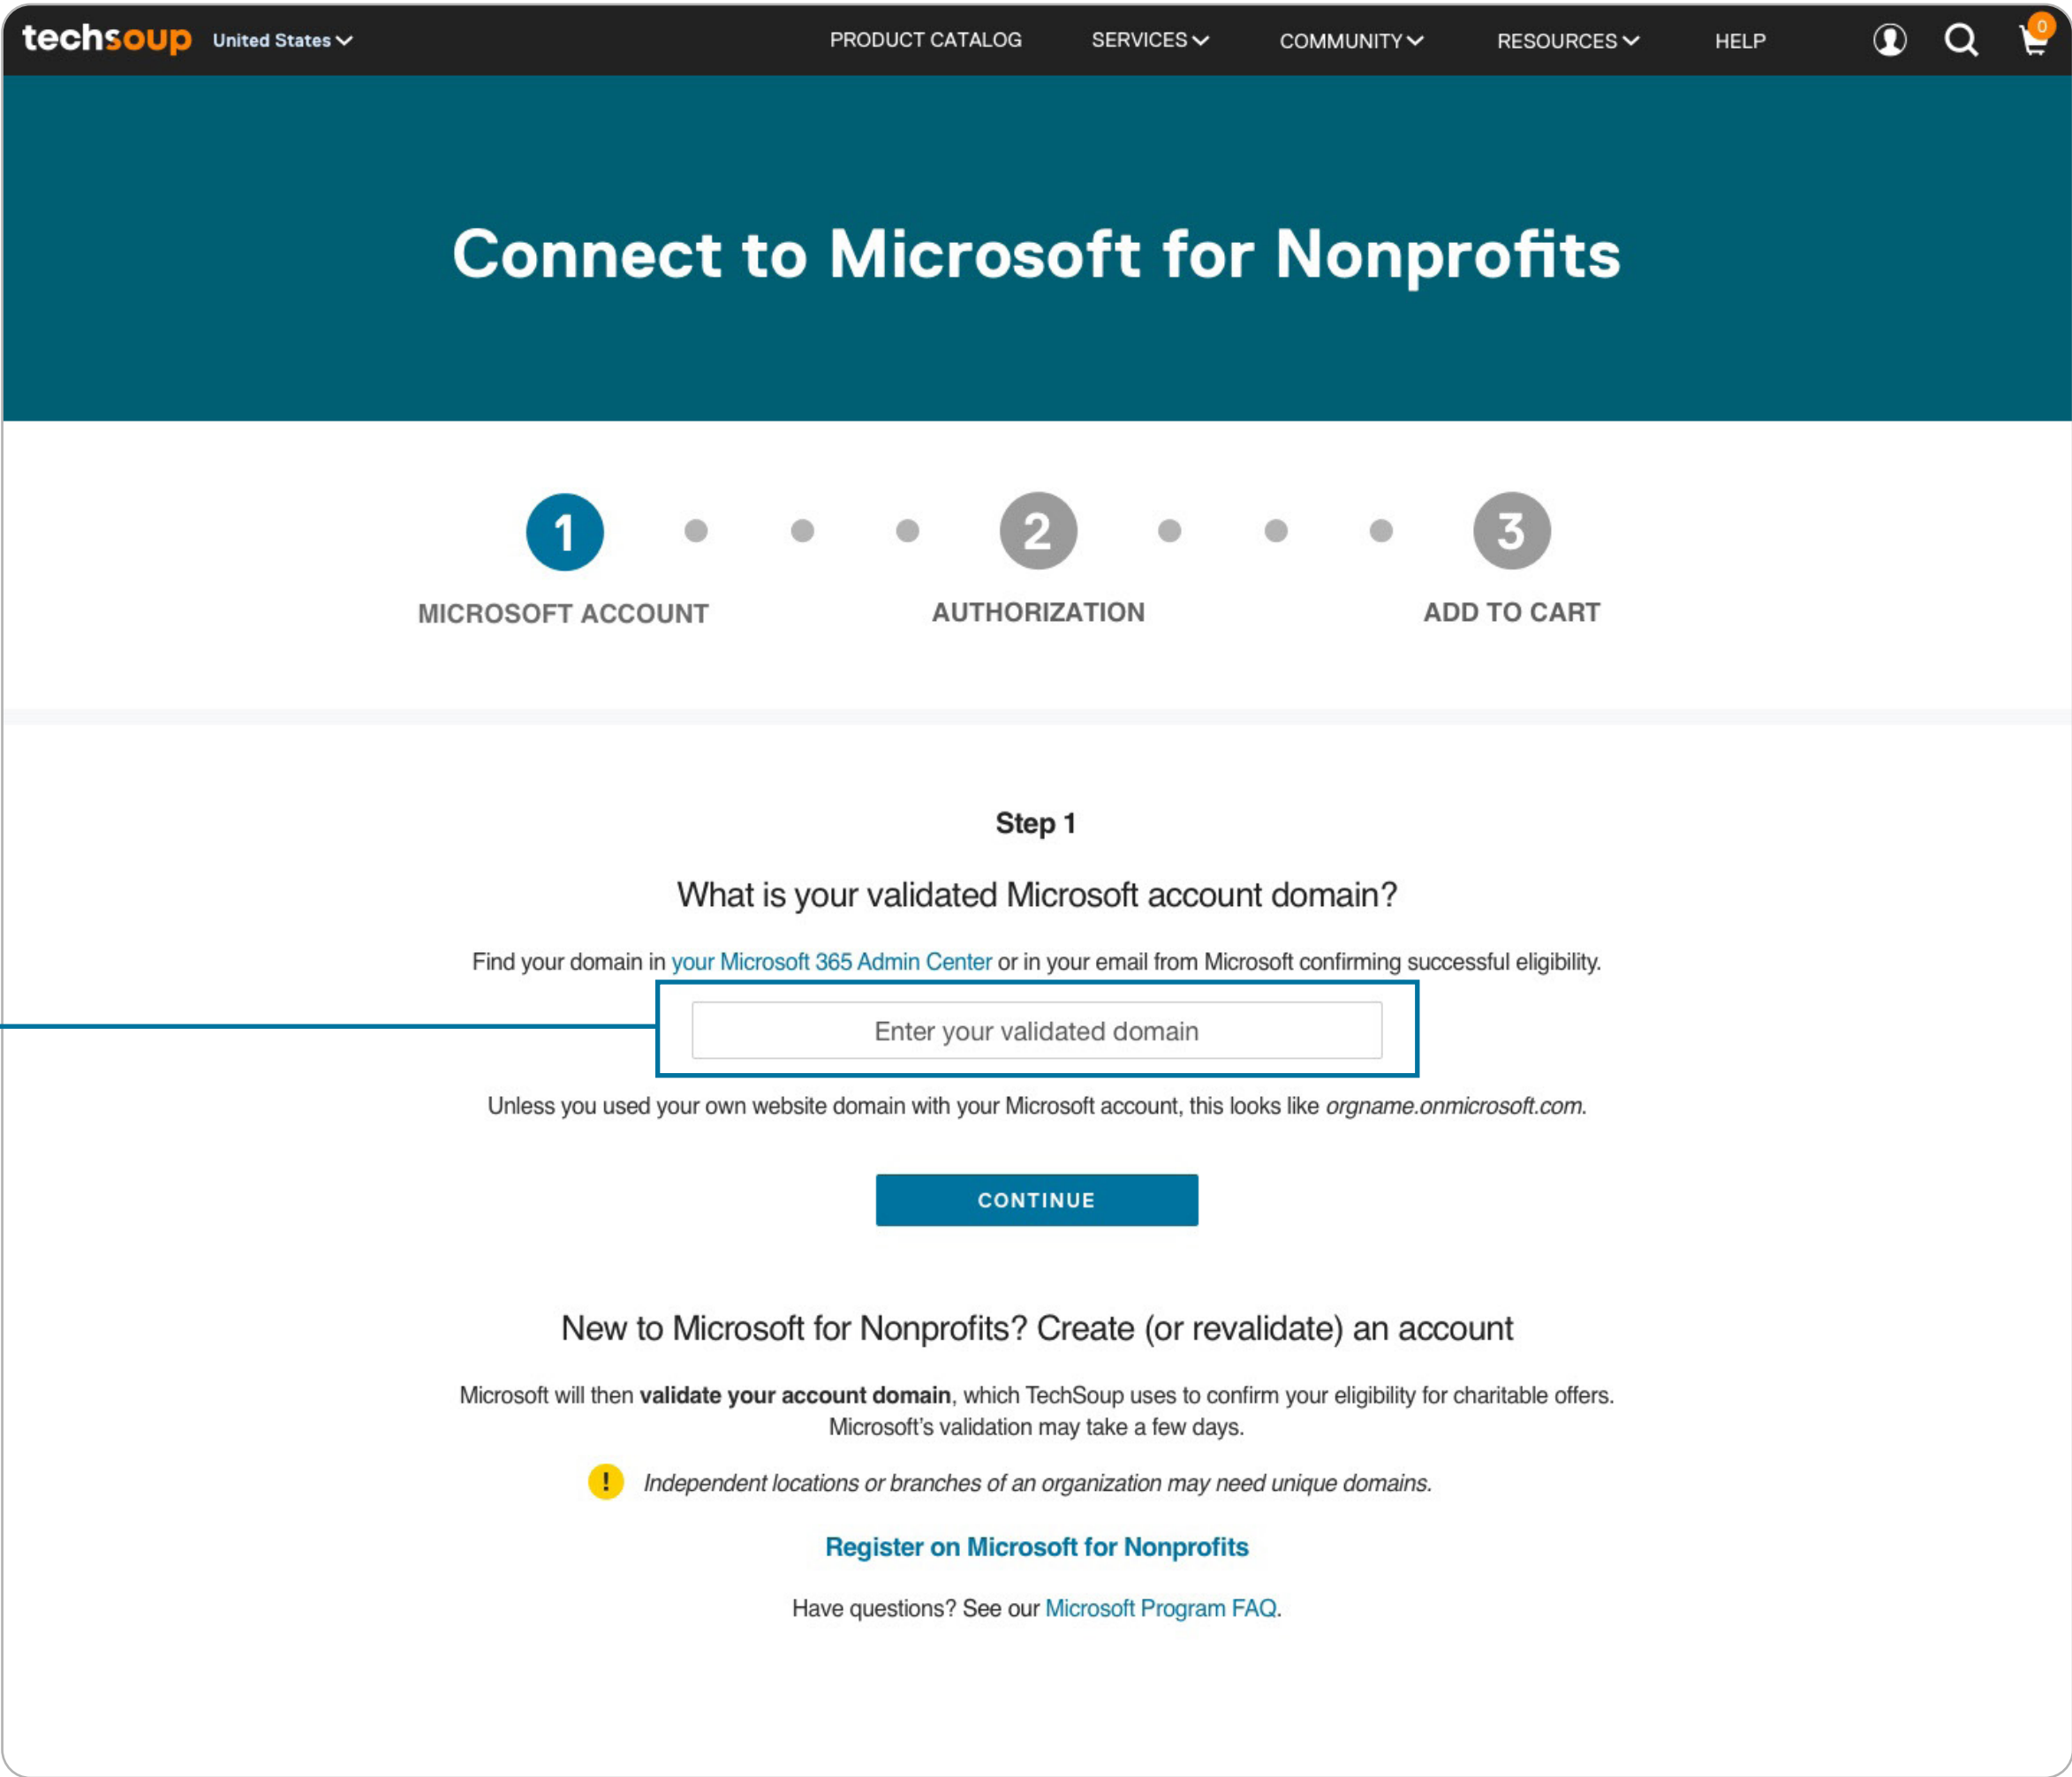 techsoup United States PRODUCT CATALOG SERVICES COMMUNITY RESOURCES HELP 0
Connect to Microsoft for Nonprofits
1 2 3
MICROSOFT ACCOUNT AUTHORIZATION ADD TO CART
Step 1
What is your validated Microsoft account domain?
Find your domain in your Microsoft 365 Admin Center or in your email from Microsoft confirming successful eligibility.
Enter your validated domain
Unless you used your own website domain with your Microsoft account, this looks like orgname.onmicrosoft.com.
CONTINUE
New to Microsoft for Nonprofits? Create (or revalidate) an account
Microsoft will then validate your account domain, which TechSoup uses to confirm your eligibility for charitable offers.
Microsoft's validation may take a few days.
! Independent locations or branches of an organization may need unique domains.
Register on Microsoft for Nonprofits
Have questions? See our Microsoft Program FAQ.